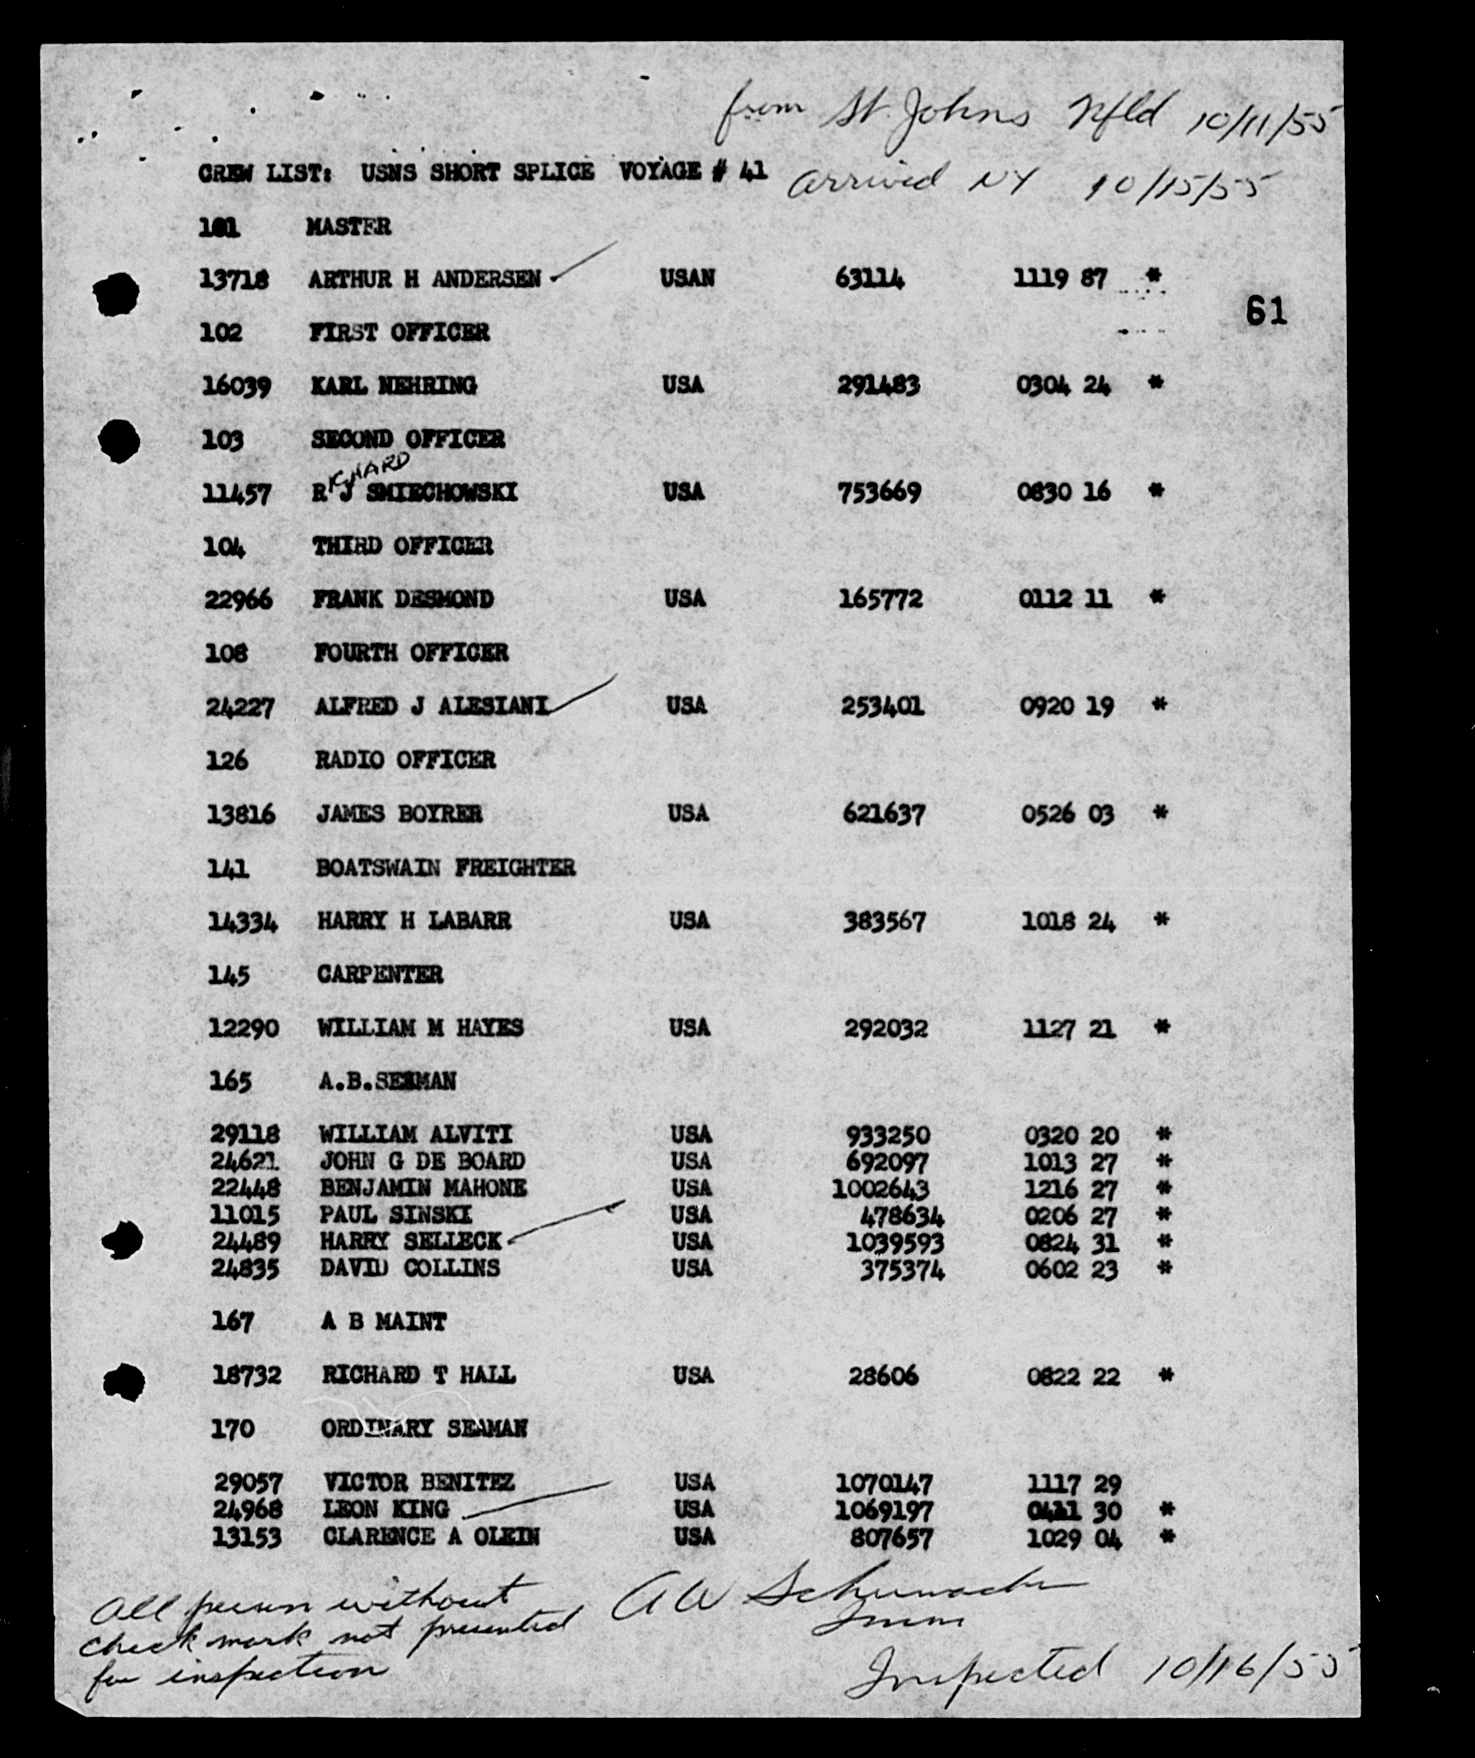 from St. Johns Nfld 10/11/55
CREW LIST: USNS SHORT SPLICE VOYAGE # 41
arrived NY 10/15/55
101 MASTER
13718 ARTHUR H ANDERSEN USAN 63114 1119 87 *
61
102 FIRST OFFICER
16039 KARL NEHRING USA 291483 0304 24 *
103 SECOND OFFICER
ICHARD
11457 R J SMIECHOWSKI USA 753669 0830 16 *
104 THIRD OFFICER
22966 FRANK DESMOND USA 165772 0112 11 *
108 FOURTH OFFICER
24227 ALFRED J ALESIANI USA 253401 0920 19 *
126 RADIO OFFICER
13816 JAMES BOYRER USA 621637 0526 03 *
141 BOATSWAIN FREIGHTER
14334 HARRY H LABARR USA 383567 1018 24 *
145 CARPENTER
12290 WILLIAM M HAYES USA 292032 1127 21 *
165 A.B.SEAMAN
29118 WILLIAM ALVITI USA 933250 0320 20 *
24621 JOHN G DE BOARD USA 692097 1013 27 *
22448 BENJAMIN MAHONE USA 1002643 1216 27 *
11015 PAUL SINSKI USA 478634 0206 27 *
24489 HARRY SELLECK USA 1039593 0824 31 *
24835 DAVID COLLINS USA 375374 0602 23 *
167 A B MAINT
18732 RICHARD T HALL USA 28606 0822 22 *
170 ORDINARY SEAMAN
29057 VICTOR BENITEZ USA 1070147 1117 29
24968 LEON KING USA 1069197 0411 30 *
13153 CLARENCE A OLEIN USA 807657 1029 04 *
All person without
check mark not presented
for inspection
A W Schumacher
Inspected 10/16/55